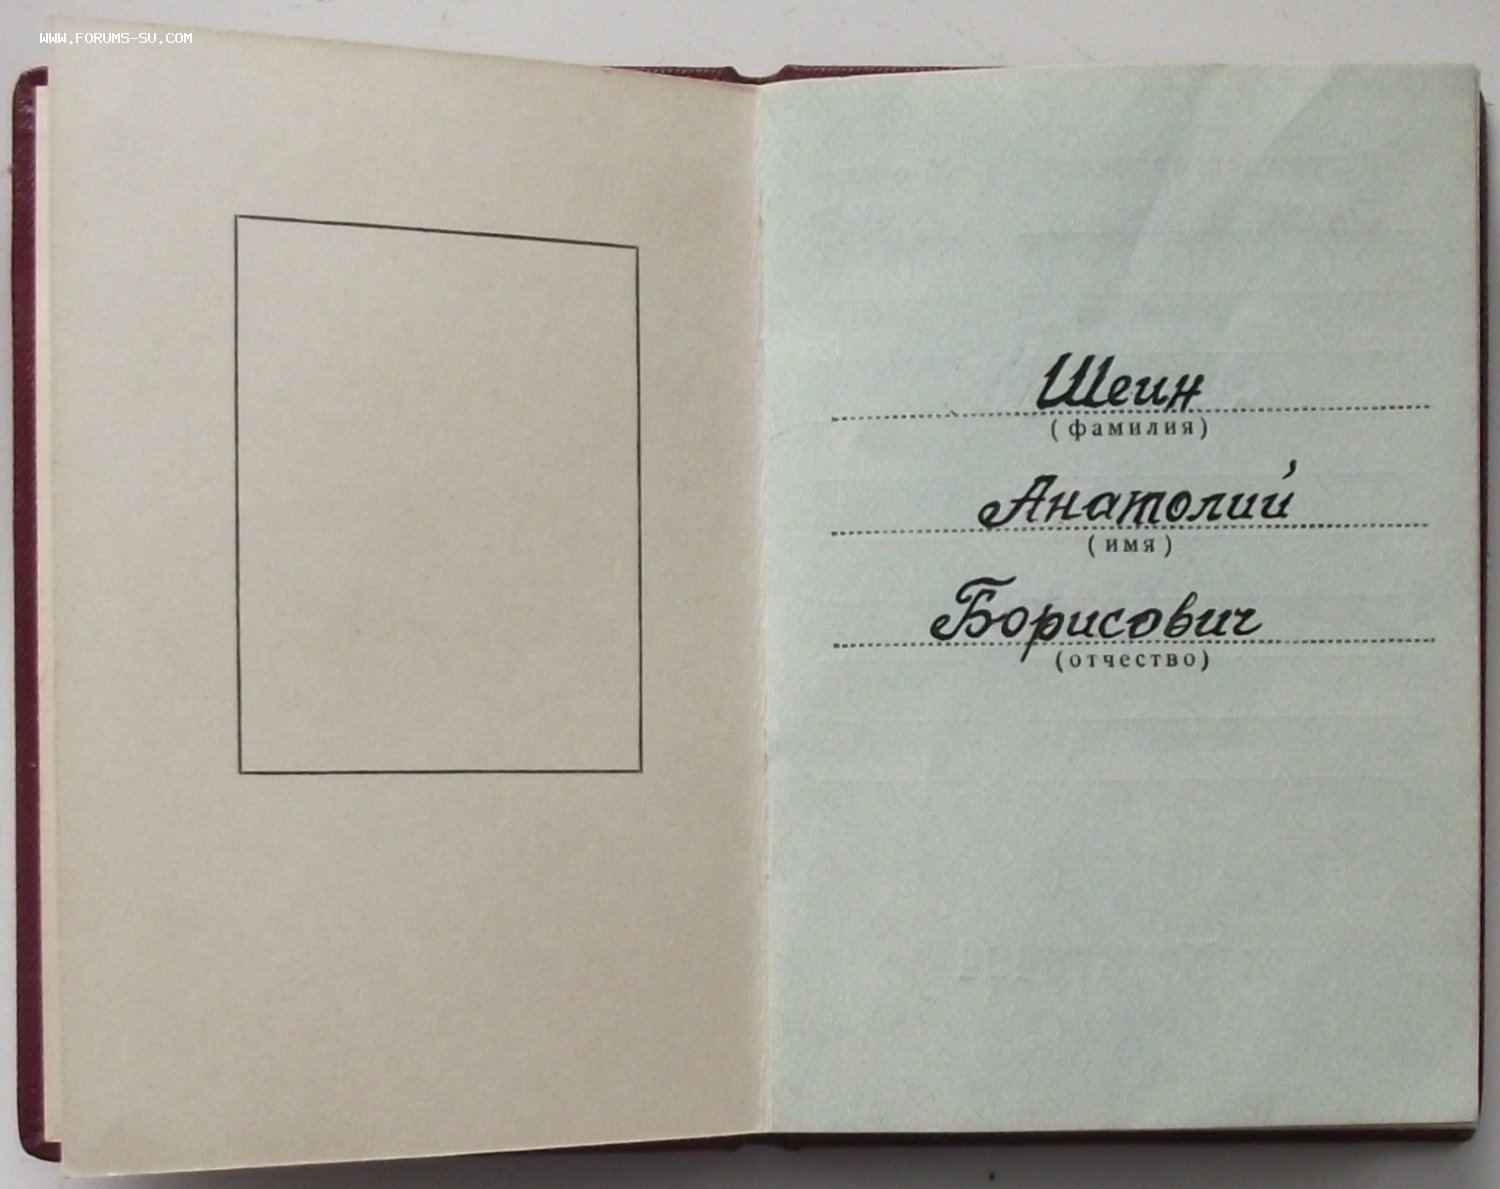 WWW.FORUMS-SU.COM
Шеин
(фамилия)
Анатолий
(имя)
Борисович
(отчество)